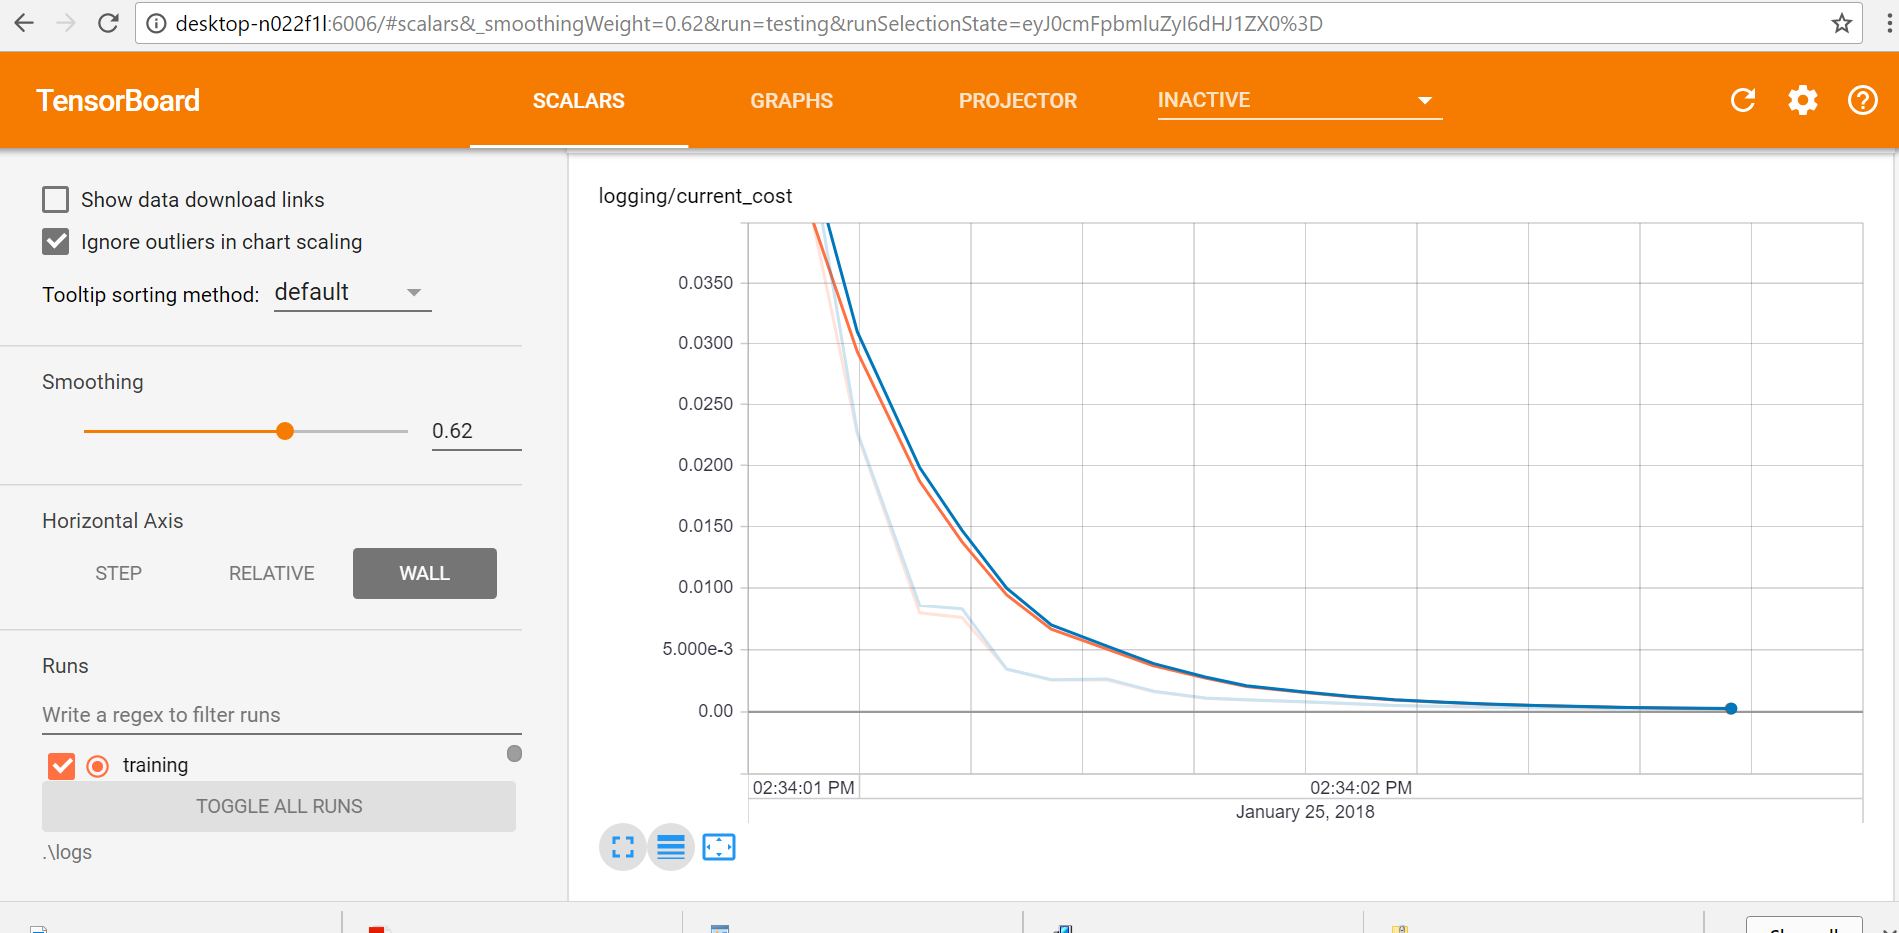 desktop-n022f1l:6006/#scalars&_smoothingWeight=0.62&run=testing&runSelectionState=eyJ0cmFpbmluZyI6dHJ1ZX0%3D
TensorBoard SCALARS GRAPHS PROJECTOR INACTIVE
Show data download links
Ignore outliers in chart scaling
Tooltip sorting method: default
Smoothing
0.62
Horizontal Axis
STEP RELATIVE WALL
Runs
Write a regex to filter runs
training
TOGGLE ALL RUNS
.\logs
logging/current_cost
0.0350
0.0300
0.0250
0.0200
0.0150
0.0100
5.000e-3
0.00
02:34:01 PM 02:34:02 PM
January 25, 2018